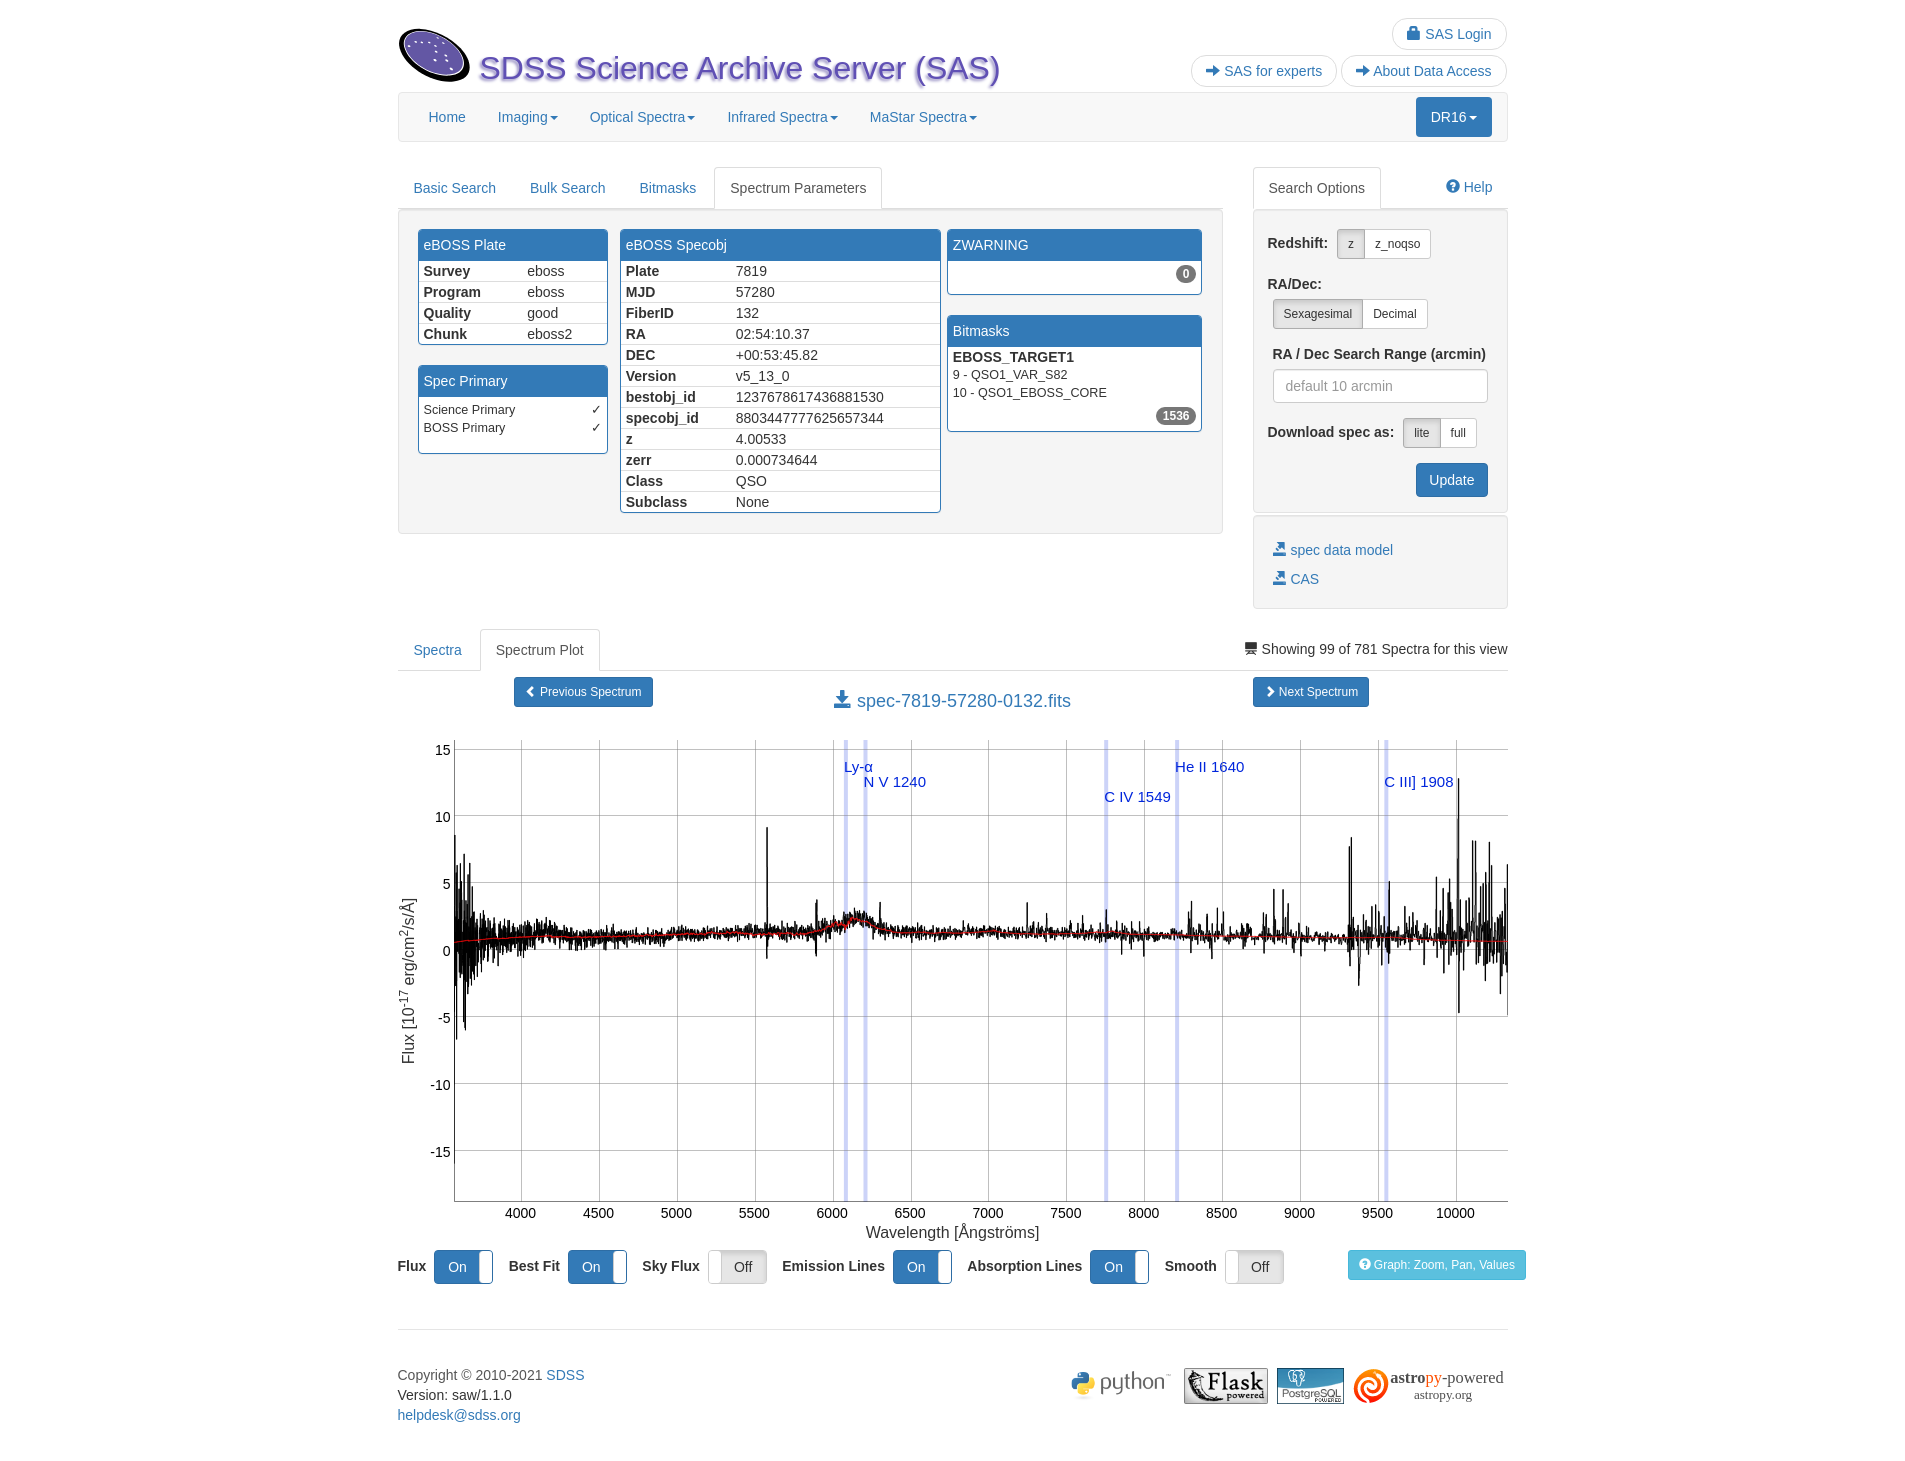 SAS Login
SDSS Science Archive Server (SAS)
SAS for experts
About Data Access
Home
Imaging
Optical Spectra
Infrared Spectra
MaStar Spectra
DR16
Basic Search
Bulk Search
Bitmasks
Spectrum Parameters
Search Options
Help
eBOSS Plate
Survey eboss
Program eboss
Quality good
Chunk eboss2
Spec Primary
Science Primary ✓
BOSS Primary ✓
eBOSS Specobj
Plate 7819
MJD 57280
FiberID 132
RA 02:54:10.37
DEC +00:53:45.82
Version v5_13_0
bestobj_id 1237678617436881530
specobj_id 8803447777625657344
z 4.00533
zerr 0.000734644
Class QSO
Subclass None
ZWARNING
0
Bitmasks
EBOSS_TARGET1
9 - QSO1_VAR_S82
10 - QSO1_EBOSS_CORE
1536
Redshift: z z_noqso
RA/Dec:
Sexagesimal Decimal
RA / Dec Search Range (arcmin)
default 10 arcmin
Download spec as: lite full
Update
spec data model
CAS
Spectra
Spectrum Plot
Showing 99 of 781 Spectra for this view
Previous Spectrum
spec-7819-57280-0132.fits
Next Spectrum
Flux [10-17 erg/cm2/s/Å]
15
10
5
0
-5
-10
-15
Ly-α
N V 1240
C IV 1549
He II 1640
C III] 1908
4000 4500 5000 5500 6000 6500 7000 7500 8000 8500 9000 9500 10000
Wavelength [Ångströms]
Flux On Best Fit On Sky Flux Off Emission Lines On Absorption Lines On Smooth Off
Graph: Zoom, Pan, Values
Copyright © 2010-2021 SDSS
Version: saw/1.1.0
helpdesk@sdss.org
python
Flask
powered
PostgreSQL
POWERED
astropy-powered
astropy.org